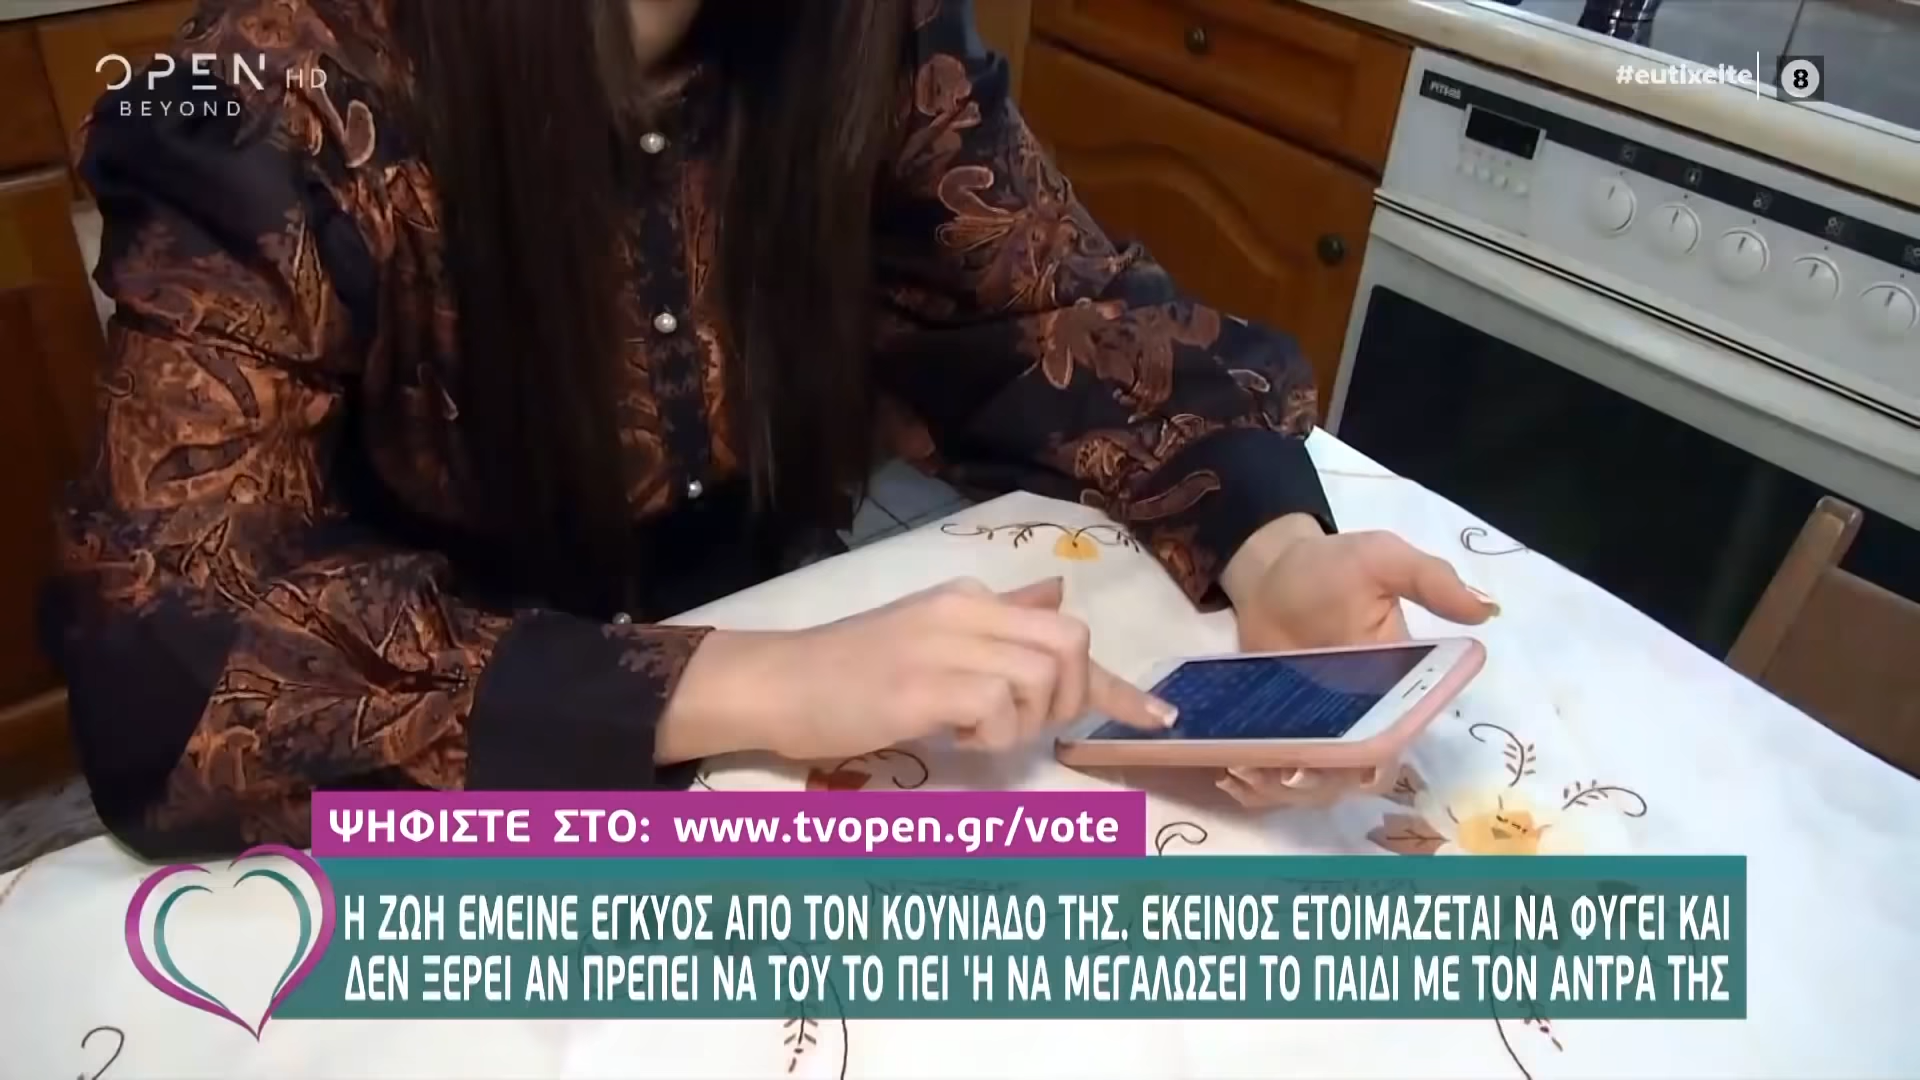 OPEN HD
BEYOND
#eutixeite
8
PITSOS
ΨΗΦΙΣΤΕ ΣΤΟ: www.tvopen.gr/vote
Η ΖΩΗ ΕΜΕΙΝΕ ΕΓΚΥΟΣ ΑΠΟ ΤΟΝ ΚΟΥΝΙΑΔΟ ΤΗΣ. ΕΚΕΙΝΟΣ ΕΤΟΙΜΑΖΕΤΑΙ ΝΑ ΦΥΓΕΙ ΚΑΙ
ΔΕΝ ΞΕΡΕΙ ΑΝ ΠΡΕΠΕΙ ΝΑ ΤΟΥ ΤΟ ΠΕΙ 'Η ΝΑ ΜΕΓΑΛΩΣΕΙ ΤΟ ΠΑΙΔΙ ΜΕ ΤΟΝ ΑΝΤΡΑ ΤΗΣ